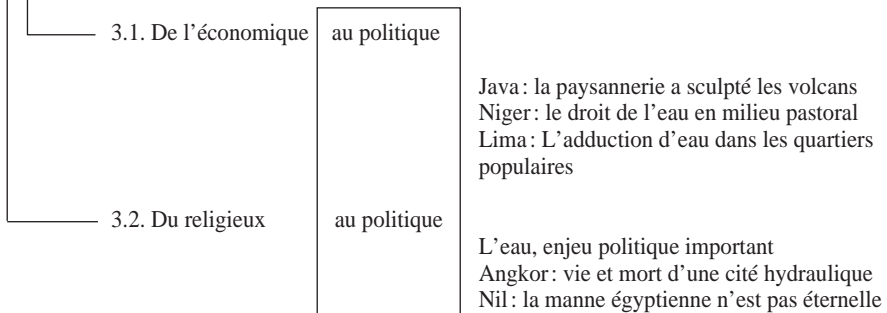 3.1. De l’économique au politique
Java : la paysannerie a sculpté les volcans
Niger : le droit de l’eau en milieu pastoral
Lima : L’adduction d’eau dans les quartiers
populaires
3.2. Du religieux au politique
L’eau, enjeu politique important
Angkor : vie et mort d’une cité hydraulique
Nil : la manne égyptienne n’est pas éternelle